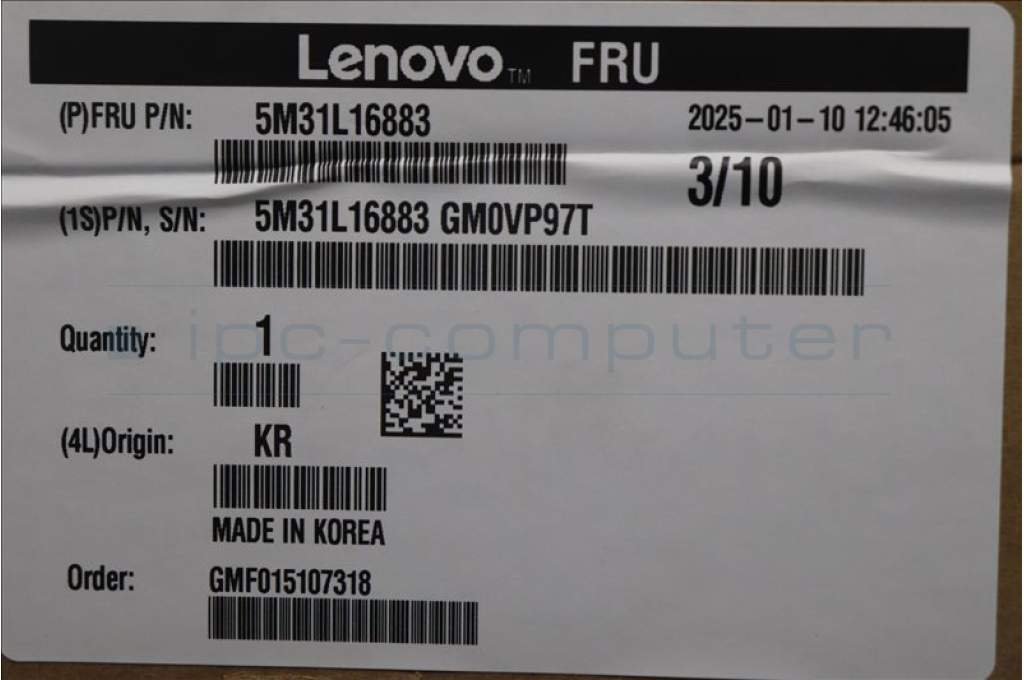 Lenovo™ FRU
(P)FRU P/N: 5M31L16883 2025-01-10 12:46:05
3/10
(1S)P/N, S/N: 5M31L16883 GM0VP97T
Quantity: 1
ipc-computer
(4L)Origin: KR
MADE IN KOREA
Order: GMF015107318